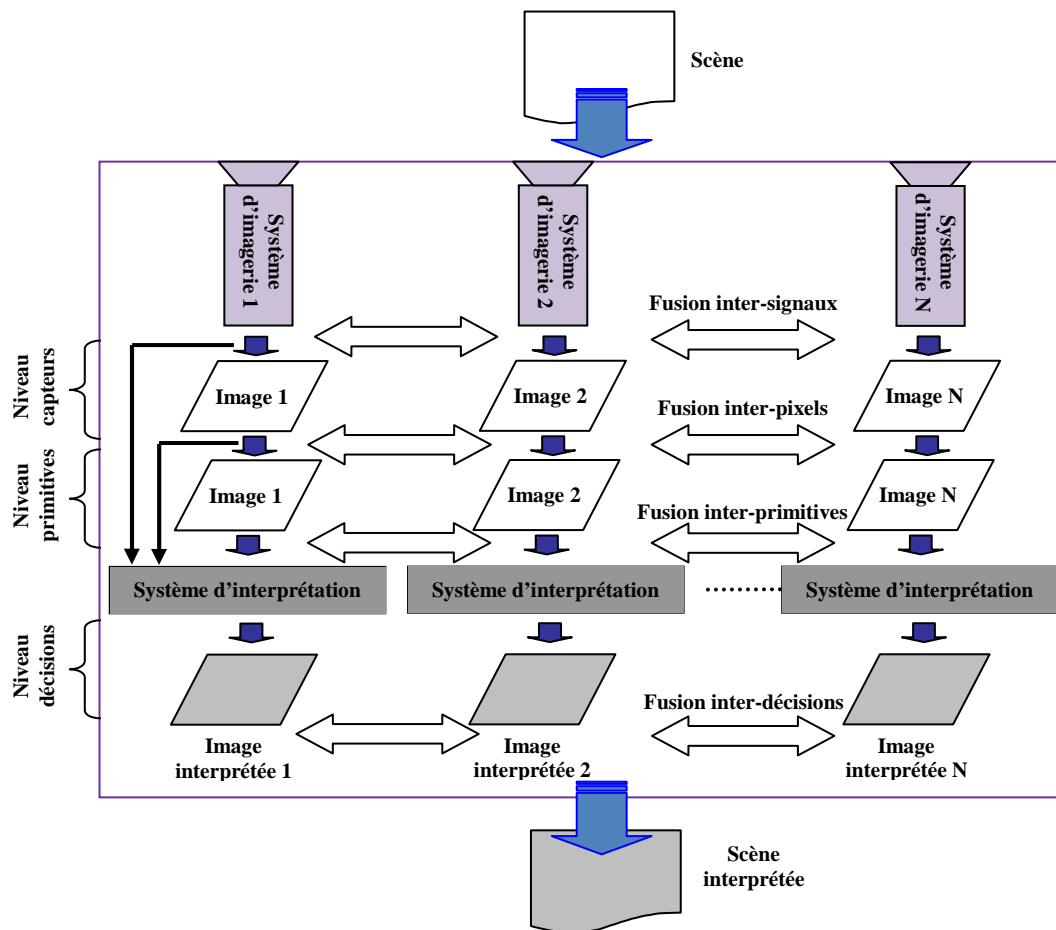 Scène
Système
d'imagerie 1
Système
d'imagerie 2
Système
d'imagerie N
Fusion inter-signaux
Niveau
capteurs
Image 1
Image 2
Image N
Fusion inter-pixels
Niveau
primitives
Image 1
Image 2
Image N
Fusion inter-primitives
Système d'interprétation
Système d'interprétation
Système d'interprétation
Niveau
décisions
Fusion inter-décisions
Image
interprétée 1
Image
interprétée 2
Image
interprétée N
Scène
interprétée